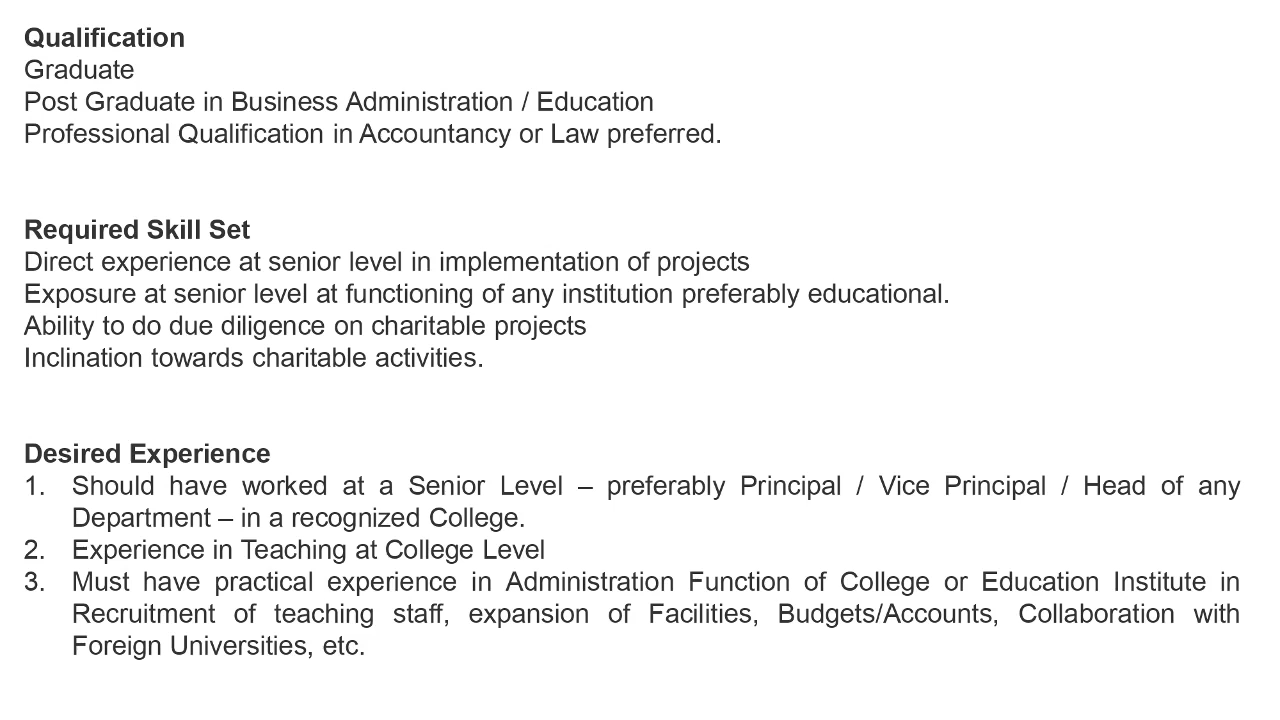 Qualification
Graduate
Post Graduate in Business Administration / Education
Professional Qualification in Accountancy or Law preferred.
Required Skill Set
Direct experience at senior level in implementation of projects
Exposure at senior level at functioning of any institution preferably educational.
Ability to do due diligence on charitable projects
Inclination towards charitable activities.
Desired Experience
1. Should have worked at a Senior Level – preferably Principal / Vice Principal / Head of any
Department – in a recognized College.
2. Experience in Teaching at College Level
3. Must have practical experience in Administration Function of College or Education Institute in
Recruitment of teaching staff, expansion of Facilities, Budgets/Accounts, Collaboration with
Foreign Universities, etc.